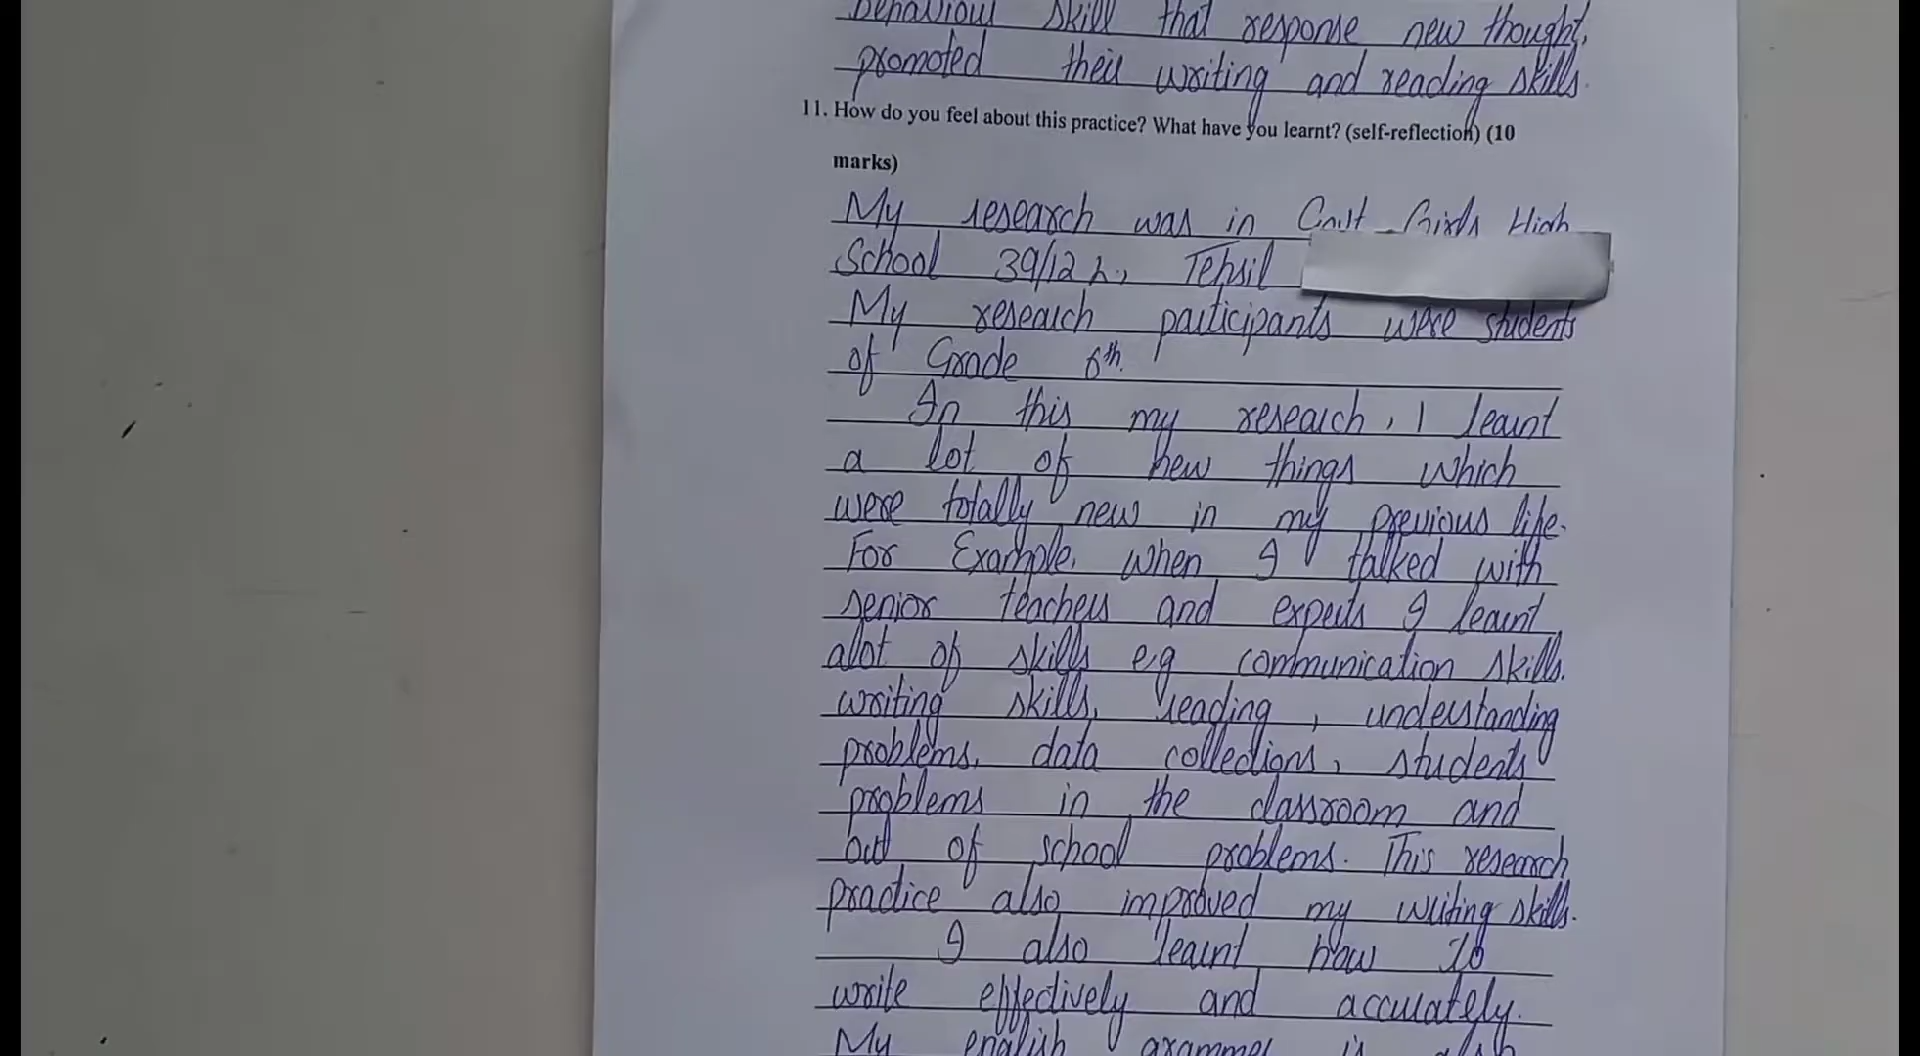 behaviour skill that response new thought,
promoted their writing and reading skills.
11. How do you feel about this practice? What have you learnt? (self-reflection) (10
marks)
My research was in Govt Girls High
School 39/12 L, Tehsil
My research participants were students
of Grade 6th.
In this my research, I learnt
a lot of new things which
were totally new in my previous life.
For Example, when I talked with
senior teachers and experts I learnt
alot of skills e.g communication skills.
writing skills, reading, understanding
problems, data collections, students
problems in the classroom and
out of school problems. This research
practice also improved my writing skills.
I also learnt how to
write effectively and accurately.
My english grammer is also